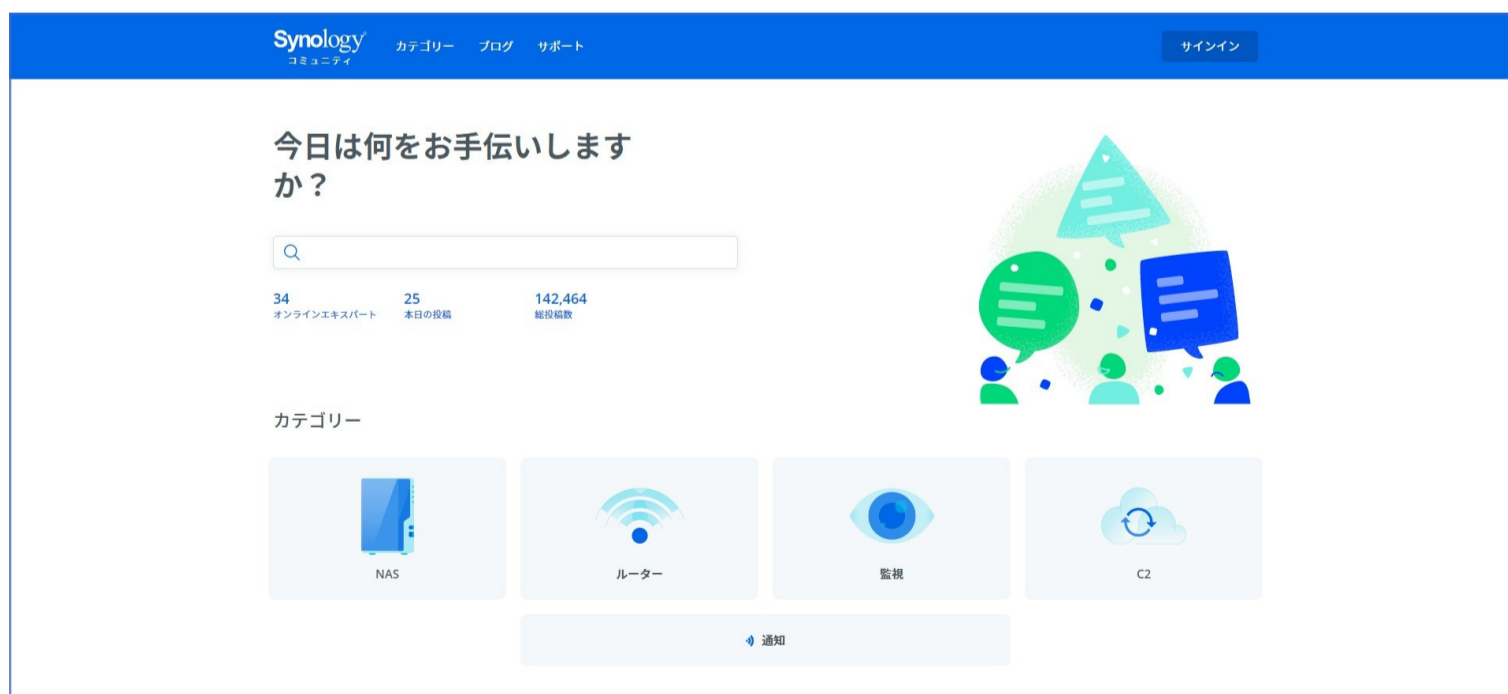 Synology カテゴリー ブログ サポート サインイン
コミュニティ
今日は何をお手伝いします
か？
34 25 142,464
オンラインエキスパート 本日の投稿 総投稿数
カテゴリー
NAS ルーター 監視 C2
通知